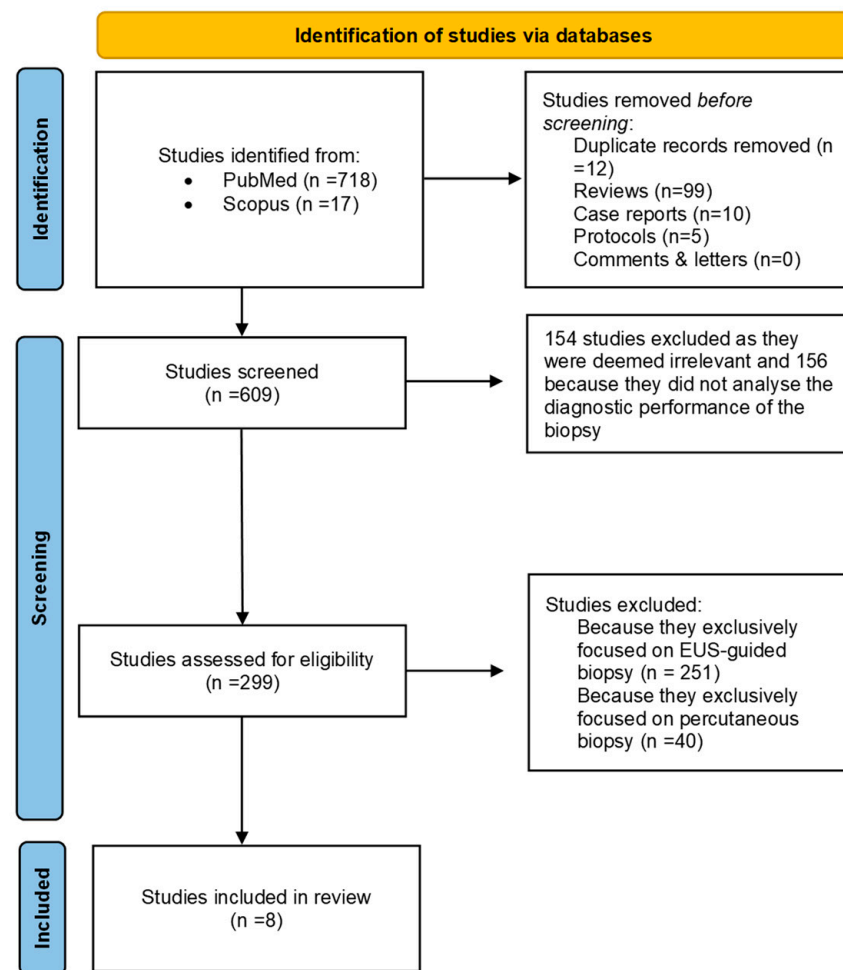 Identification of studies via databases
Identification
Studies identified from:
• PubMed (n =718)
• Scopus (n =17)
Studies removed before
screening:
Duplicate records removed (n
=12)
Reviews (n=99)
Case reports (n=10)
Protocols (n=5)
Comments & letters (n=0)
Screening
Studies screened
(n =609)
154 studies excluded as they
were deemed irrelevant and 156
because they did not analyse the
diagnostic performance of the
biopsy
Studies assessed for eligibility
(n =299)
Studies excluded:
Because they exclusively
focused on EUS-guided
biopsy (n = 251)
Because they exclusively
focused on percutaneous
biopsy (n =40)
Included
Studies included in review
(n =8)